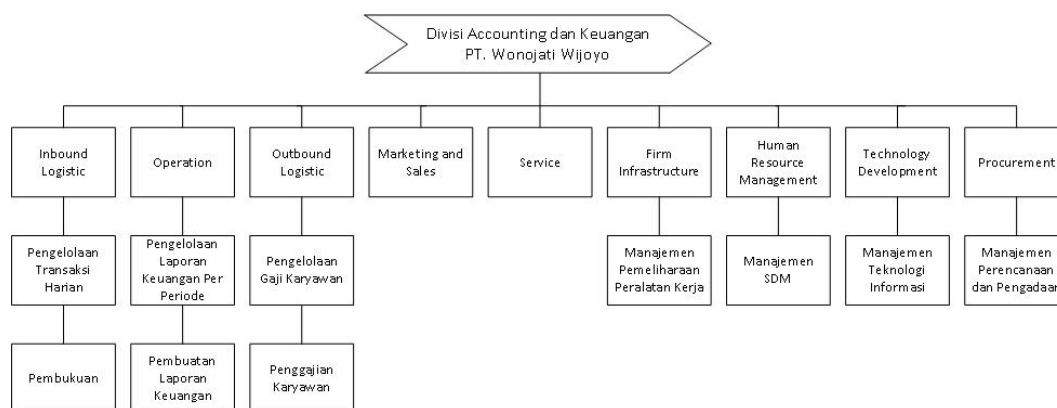 Divisi Accounting dan Keuangan
PT. Wonojati Wijoyo
Inbound
Logistic
Operation
Outbound
Logistic
Marketing and
Sales
Service
Firm
Infrastructure
Human
Resource
Management
Technology
Development
Procurement
Pengelolaan
Transaksi
Harian
Pengelolaan
Laporan
Keuangan Per
Periode
Pengelolaan
Gaji Karyawan
Manajemen
Pemeliharaan
Peralatan Kerja
Manajemen
SDM
Manajemen
Teknologi
Informasi
Manajemen
Perencanaan
dan Pengadaan
Pembukuan
Pembuatan
Laporan
Keuangan
Penggajian
Karyawan